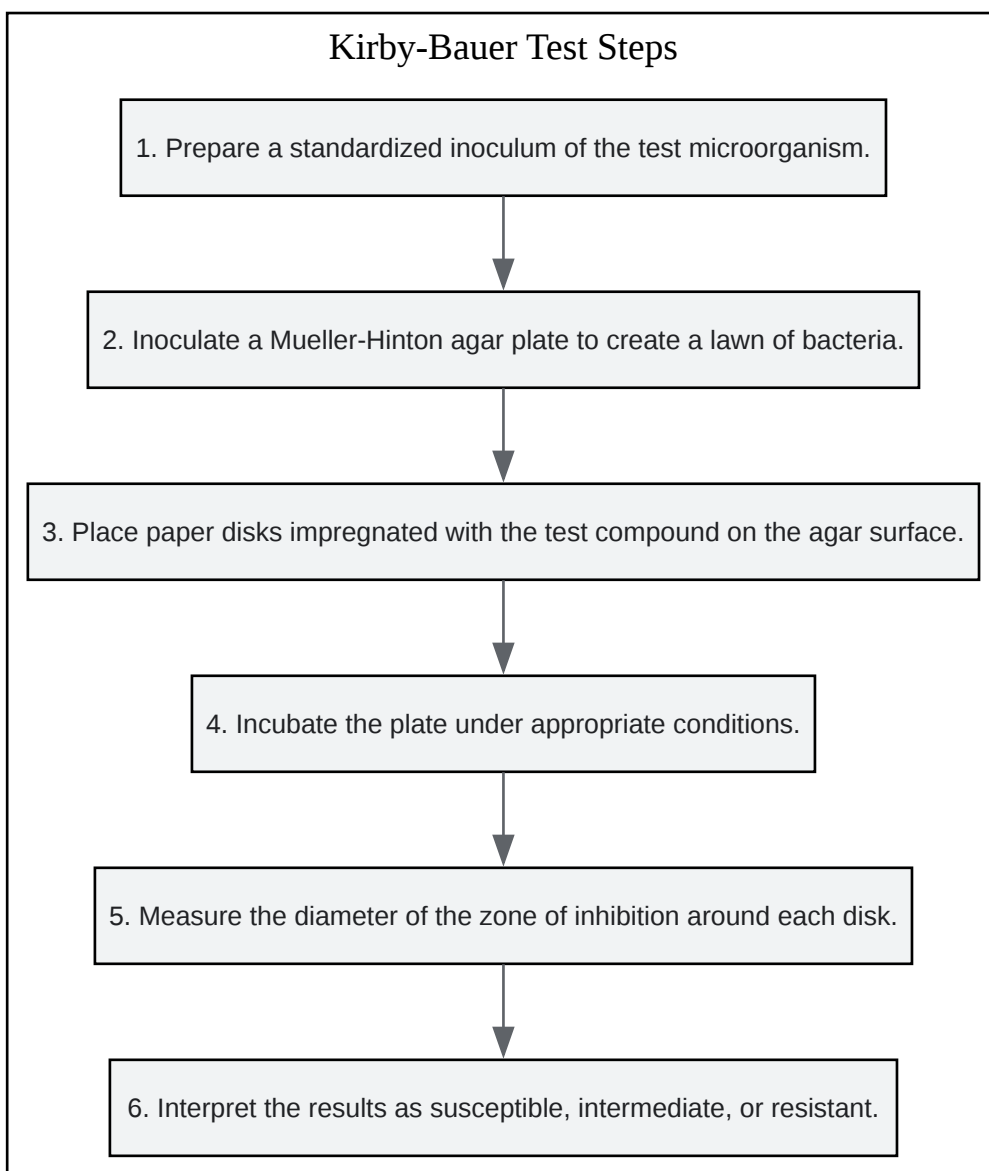 Kirby-Bauer Test Steps
1. Prepare a standardized inoculum of the test microorganism.
2. Inoculate a Mueller-Hinton agar plate to create a lawn of bacteria.
3. Place paper disks impregnated with the test compound on the agar surface.
4. Incubate the plate under appropriate conditions.
5. Measure the diameter of the zone of inhibition around each disk.
6. Interpret the results as susceptible, intermediate, or resistant.